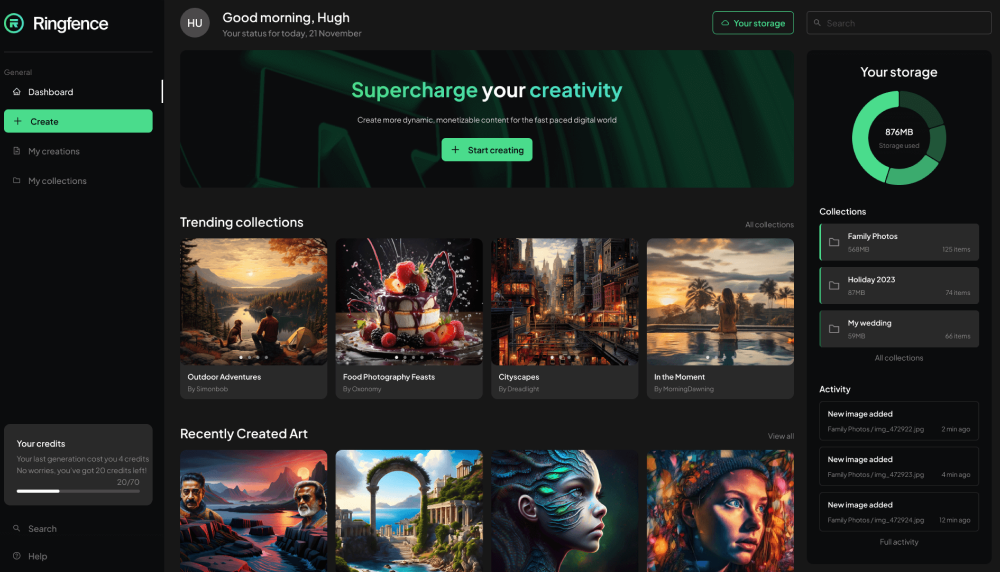 Ringfence
General
Dashboard
Create
My creations
My collections
Your credits
Your last generation cost you 4 credits
No worries, you've got 20 credits left!
20/70
Search
Help
HU
Good morning, Hugh
Your status for today, 21 November
Your storage
Search
Supercharge your creativity
Create more dynamic, monetizable content for the fast paced digital world
Start creating
Trending collections
All collections
Outdoor Adventures
By Simonbob
Food Photography Feasts
By Oxonomy
Cityscapes
By Dreadlight
In the Moment
By MorningDawning
Recently Created Art
View all
Your storage
876MB
Storage used
Collections
Family Photos
568MB
125 items
Holiday 2023
87MB
74 items
My wedding
59MB
66 items
All collections
Activity
New image added
Family Photos / img_472922.jpg
2 min ago
New image added
Family Photos / img_472923.jpg
4 min ago
New image added
Family Photos / img_472924.jpg
12 min ago
Full activity